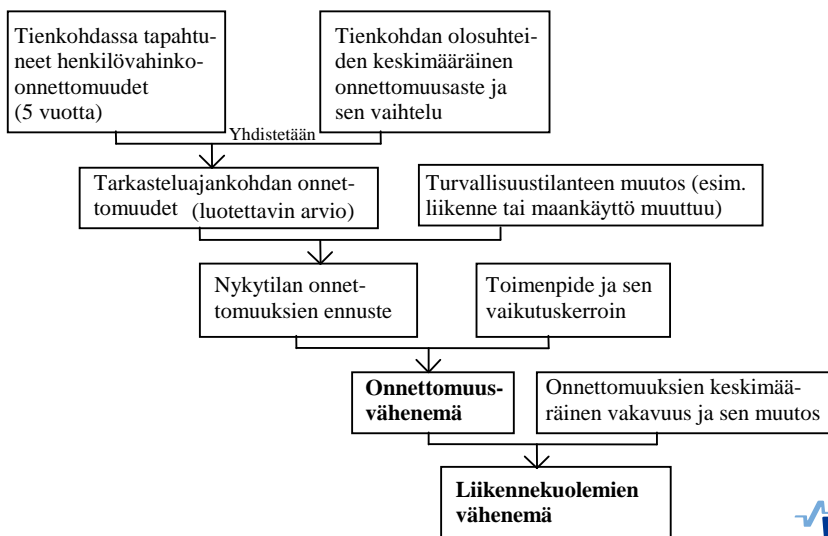 Tienkohdassa tapahtu-
neet henkilövahinko-
onnettomuudet
(5 vuotta)
Tienkohdan olosuhtei-
den keskimääräinen
onnettomuusaste ja
sen vaihtelu
Yhdistetään
Tarkasteluajankohdan onnet-
tomuudet (luotettavin arvio)
Turvallisuustilanteen muutos (esim.
liikenne tai maankäyttö muuttuu)
Nykytilan onnet-
tomuuksien ennuste
Toimenpide ja sen
vaikutuskerroin
Onnettomuus-
vähenemä
Onnettomuuksien keskimää-
räinen vakavuus ja sen muutos
Liikennekuolemien
vähenemä